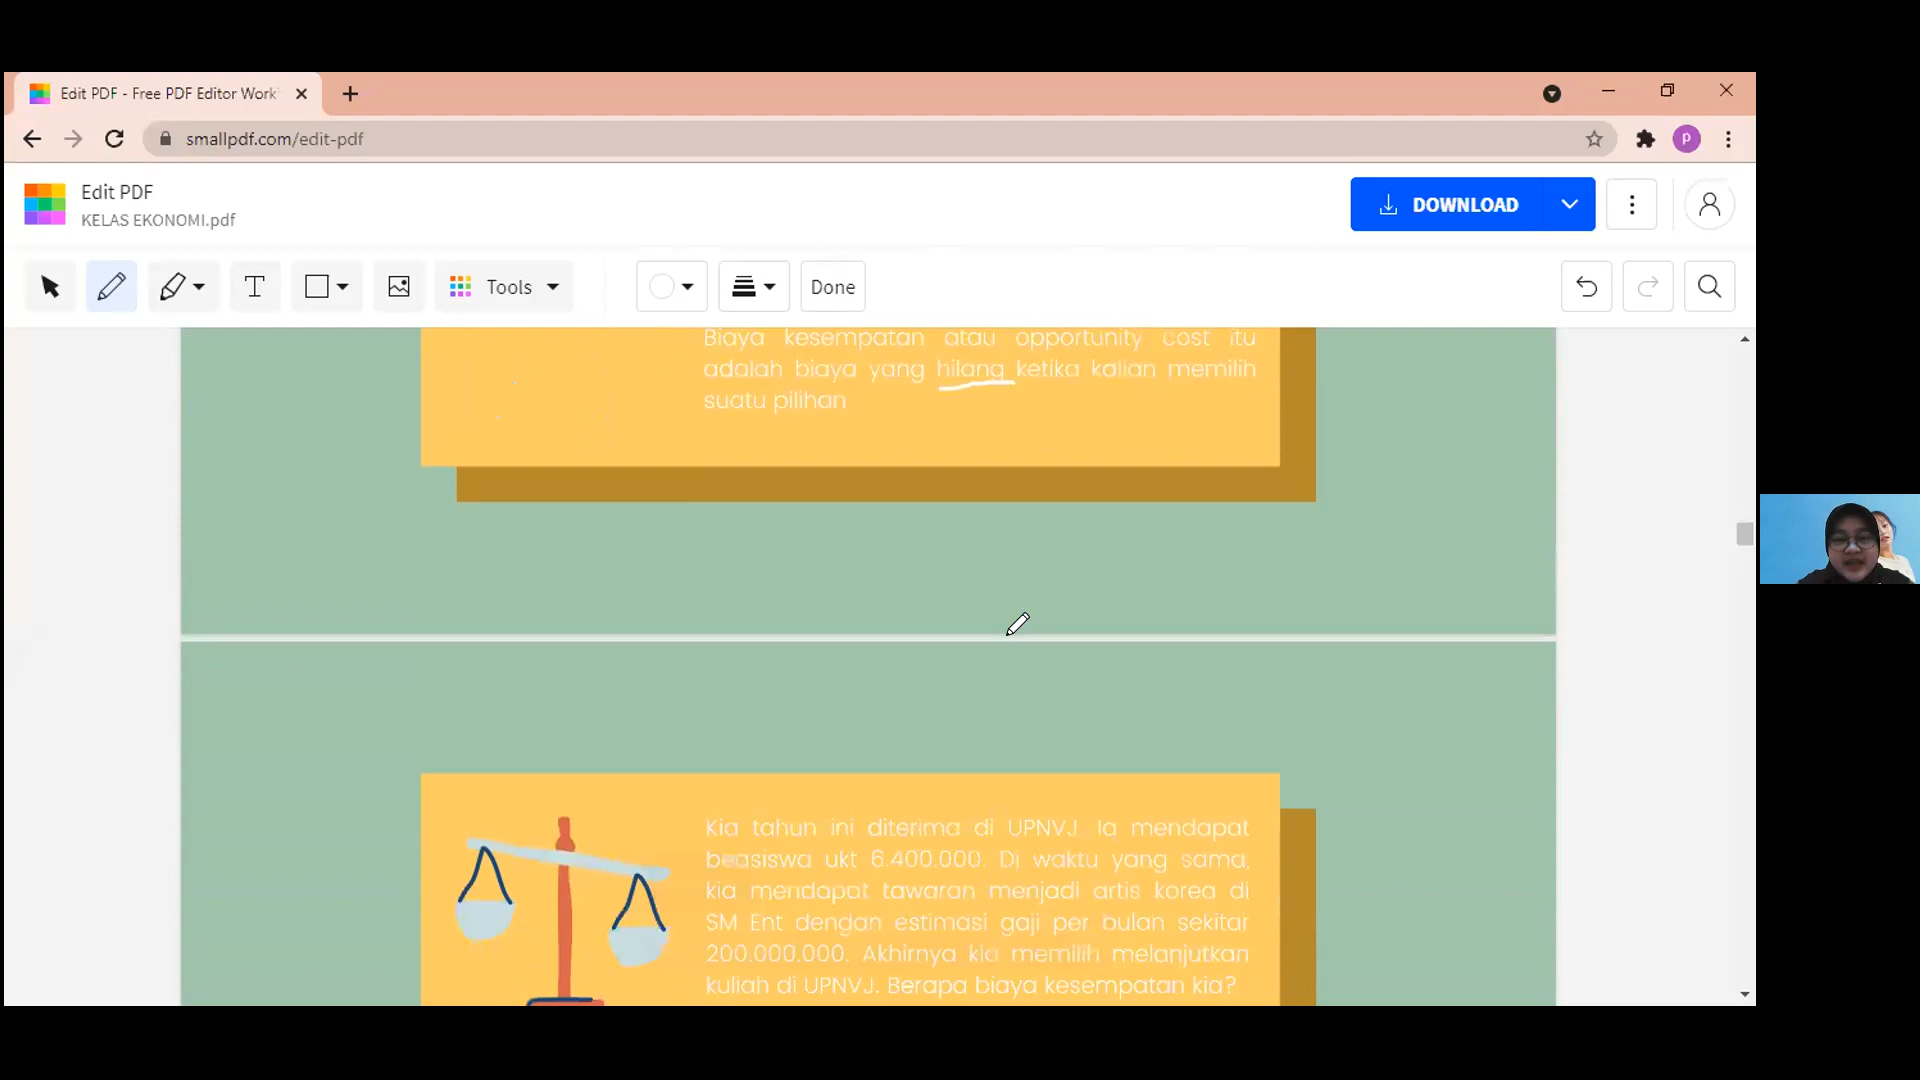 Edit PDF - Free PDF Editor Work
smallpdf.com/edit-pdf
P
Edit PDF
KELAS EKONOMI.pdf
DOWNLOAD
T
Tools
Done
Biaya kesempatan atau opportunity cost itu
adalah biaya yang hilang ketika kalian memilih
suatu pilihan
Kia tahun ini diterima di UPNVJ. Ia mendapat
beasiswa ukt 6.400.000. Di waktu yang sama,
kia mendapat tawaran menjadi artis korea di
SM Ent dengan estimasi gaji per bulan sekitar
200.000.000. Akhirnya kia memilih melanjutkan
kuliah di UPNVJ. Berapa biaya kesempatan kia?